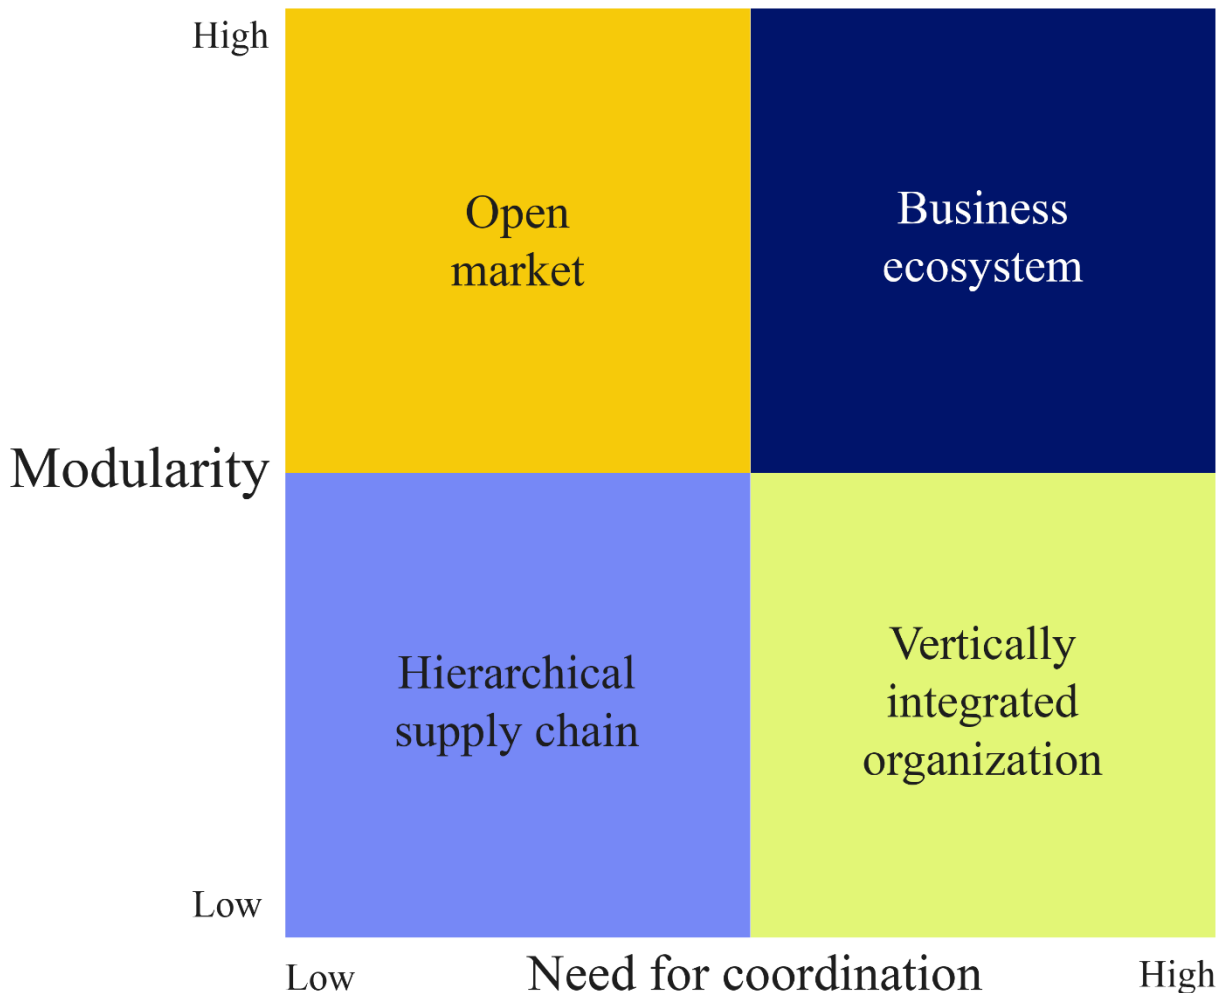 High
Open
market
Business
ecosystem
Modularity
Hierarchical
supply chain
Vertically
integrated
organization
Low
Low
Need for coordination
High